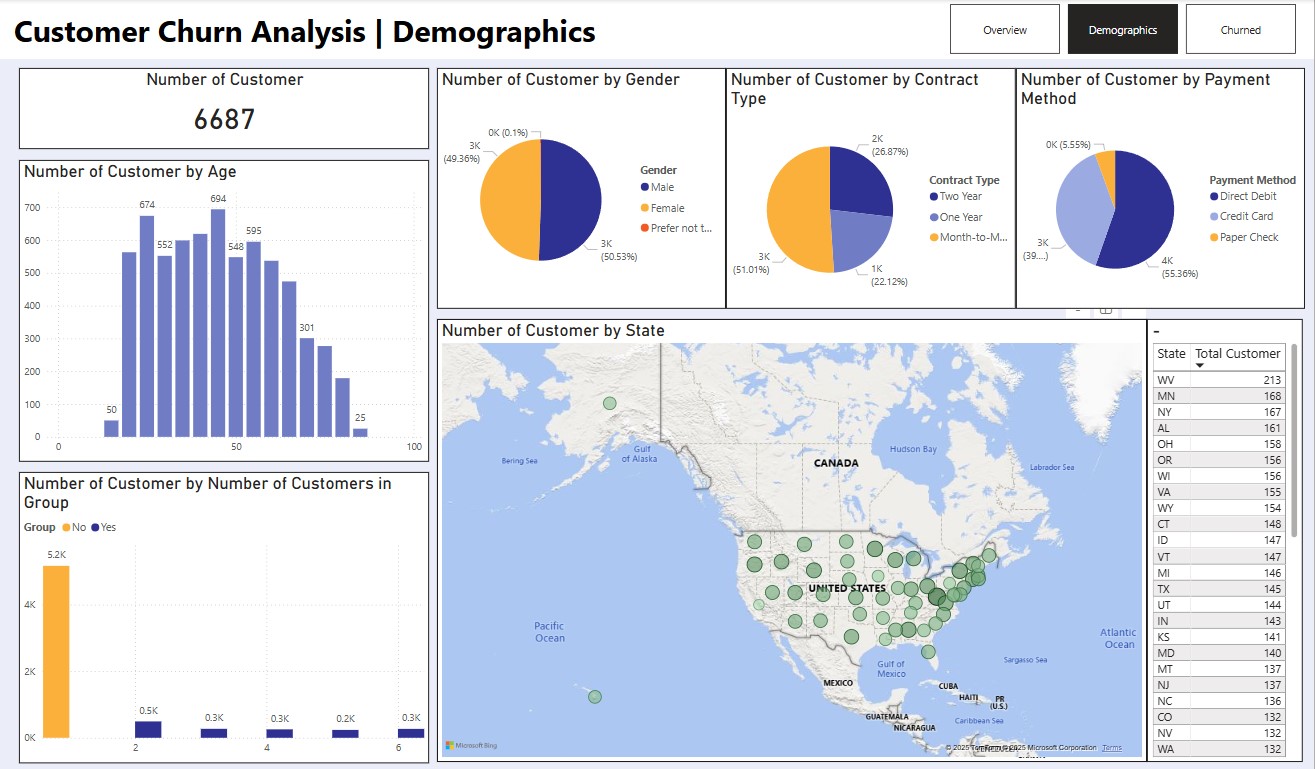 Customer Churn Analysis | Demographics
Overview
Demographics
Churned
Number of Customer
6687
Number of Customer by Age
700
600
500
400
300
200
100
0
50
674
552
694
548
595
301
25
0
50
100
Number of Customer by Number of Customers in
Group
Group No Yes
5.2K
4K
2K
0K
0.5K
0.3K
0.3K
0.2K
0.3K
2
4
6
Number of Customer by Gender
0K (0.1%)
3K
(49.36%)
3K
(50.53%)
Gender
Male
Female
Prefer not t...
Number of Customer by Contract
Type
2K
(26.87%)
3K
(51.01%)
1K
(22.12%)
Contract Type
Two Year
One Year
Month-to-M...
Number of Customer by Payment
Method
0K (5.55%)
3K
(39....)
4K
(55.36%)
Payment Method
Direct Debit
Credit Card
Paper Check
Number of Customer by State
Bering Sea
Gulf
of Alaska
CANADA
Hudson Bay
Labrador Sea
UNITED STATES
Pacific
Ocean
Atlantic
Ocean
Sargasso Sea
Gulf of
Mexico
MEXICO
CUBA
HAITI
PR
(U.S.)
GUATEMALA
Caribbean Sea
NICARAGUA
Microsoft Bing
© 2025 TomTom, © 2025 Microsoft Corporation Terms
-
State Total Customer
WV 213
MN 168
NY 167
AL 161
OH 158
OR 156
WI 156
VA 155
WY 154
CT 148
ID 147
VT 147
MI 146
TX 145
UT 144
IN 143
KS 141
MD 140
MT 137
NJ 137
NC 136
CO 132
NV 132
WA 132